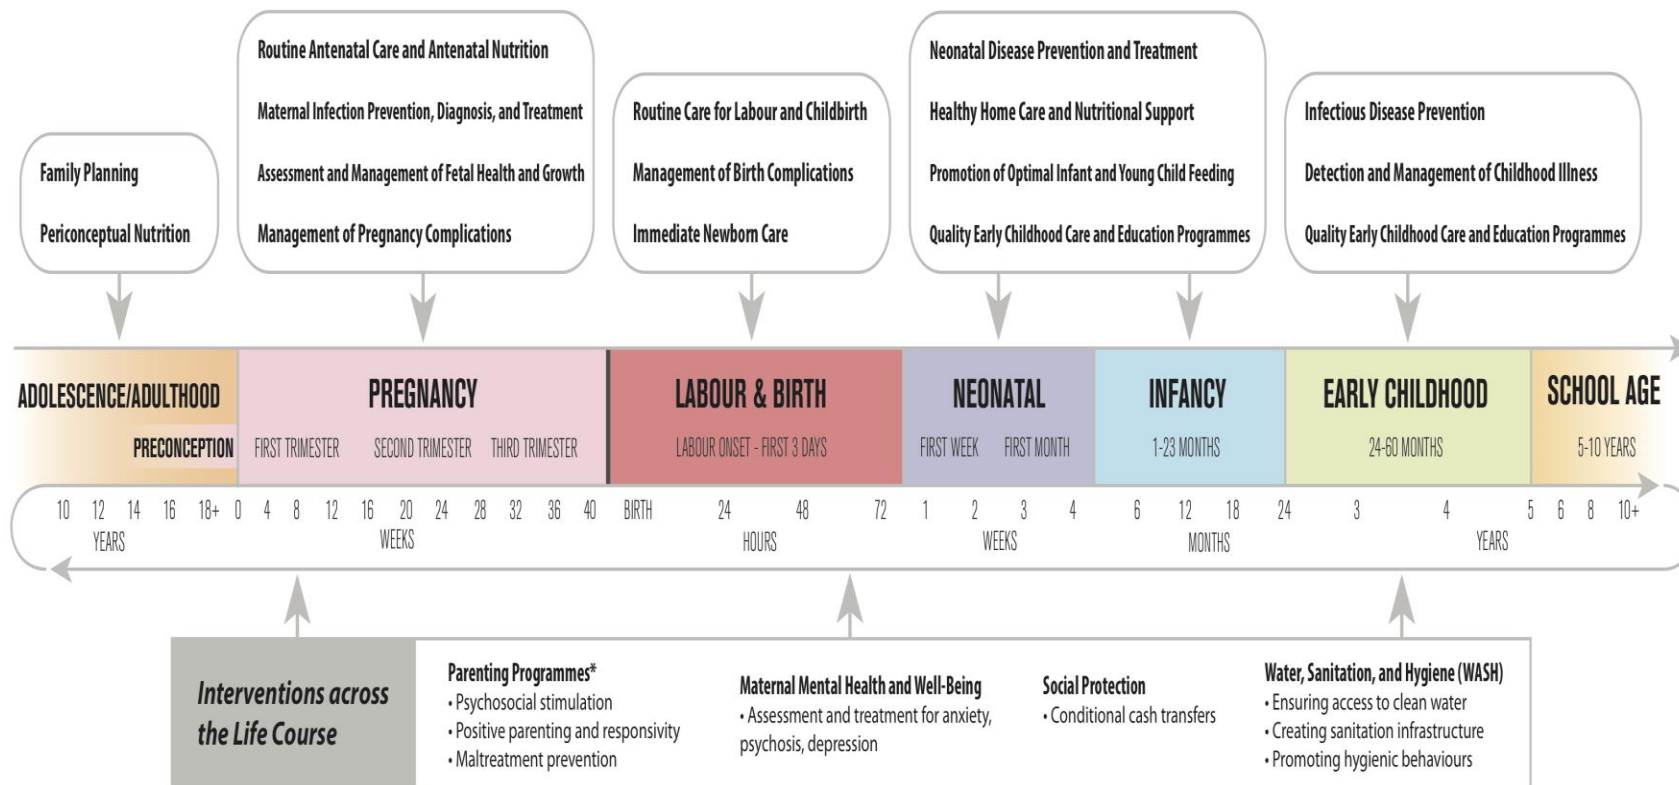 Family Planning
Periconceptual Nutrition
Routine Antenatal Care and Antenatal Nutrition
Maternal Infection Prevention, Diagnosis, and Treatment
Assessment and Management of Fetal Health and Growth
Management of Pregnancy Complications
Routine Care for Labour and Childbirth
Management of Birth Complications
Immediate Newborn Care
Neonatal Disease Prevention and Treatment
Healthy Home Care and Nutritional Support
Promotion of Optimal Infant and Young Child Feeding
Quality Early Childhood Care and Education Programmes
Infectious Disease Prevention
Detection and Management of Childhood Illness
Quality Early Childhood Care and Education Programmes
ADOLESCENCE/ADULTHOOD
PRECONCEPTION
PREGNANCY
FIRST TRIMESTER SECOND TRIMESTER THIRD TRIMESTER
LABOUR & BIRTH
LABOUR ONSET - FIRST 3 DAYS
NEONATAL
FIRST WEEK FIRST MONTH
INFANCY
1-23 MONTHS
EARLY CHILDHOOD
24-60 MONTHS
SCHOOL AGE
5-10 YEARS
10 12 14 16 18+ 0 4 8 12 16 20 24 28 32 36 40 BIRTH 24 48 72 1 2 3 4 6 12 18 24 3 4 5 6 8 10+
YEARS WEEKS HOURS WEEKS MONTHS YEARS
Interventions across
the Life Course
Parenting Programmes*
• Psychosocial stimulation
• Positive parenting and responsivity
• Maltreatment prevention
Maternal Mental Health and Well-Being
• Assessment and treatment for anxiety,
psychosis, depression
Social Protection
• Conditional cash transfers
Water, Sanitation, and Hygiene (WASH)
• Ensuring access to clean water
• Creating sanitation infrastructure
• Promoting hygienic behaviours